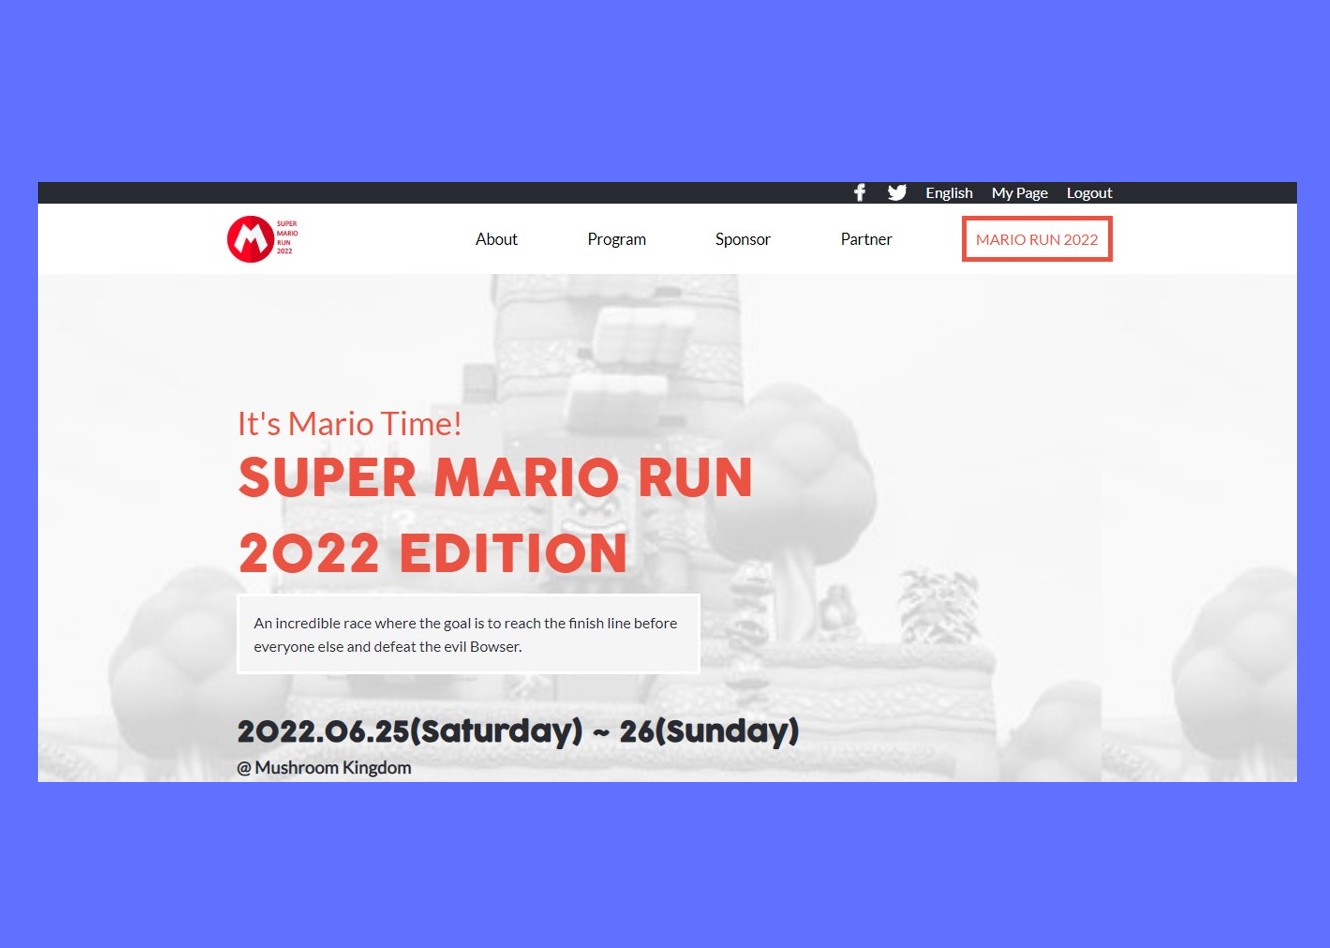 English My Page Logout
SUPER
MARIO
RUN
2022
About Program Sponsor Partner MARIO RUN 2022
It's Mario Time!
SUPER MARIO RUN
2022 EDITION
An incredible race where the goal is to reach the finish line before
everyone else and defeat the evil Bowser.
2022.06.25(Saturday) ~ 26(Sunday)
@ Mushroom Kingdom